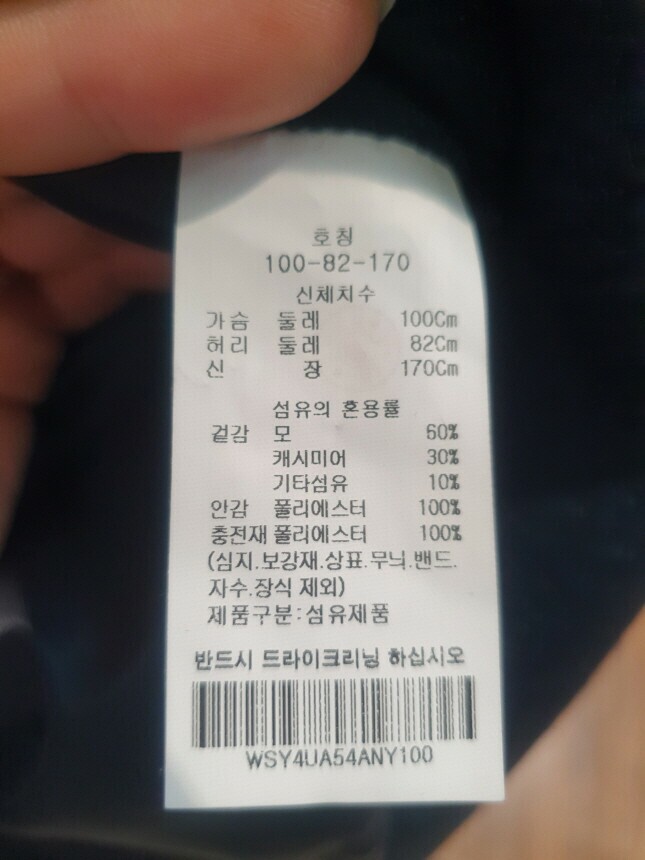 호칭
100-82-170
신체치수
가슴 둘레 100Cm
허리 둘레 82Cm
신 장 170Cm
섬유의 혼용률
겉감 모 60%
캐시미어 30%
기타섬유 10%
안감 폴리에스터 100%
충전재 폴리에스터 100%
(심지.보강재.상표.무늬.밴드.
자수.장식 제외)
제품구분:섬유제품
반드시 드라이크리닝 하십시오
WSY4UA54ANY100